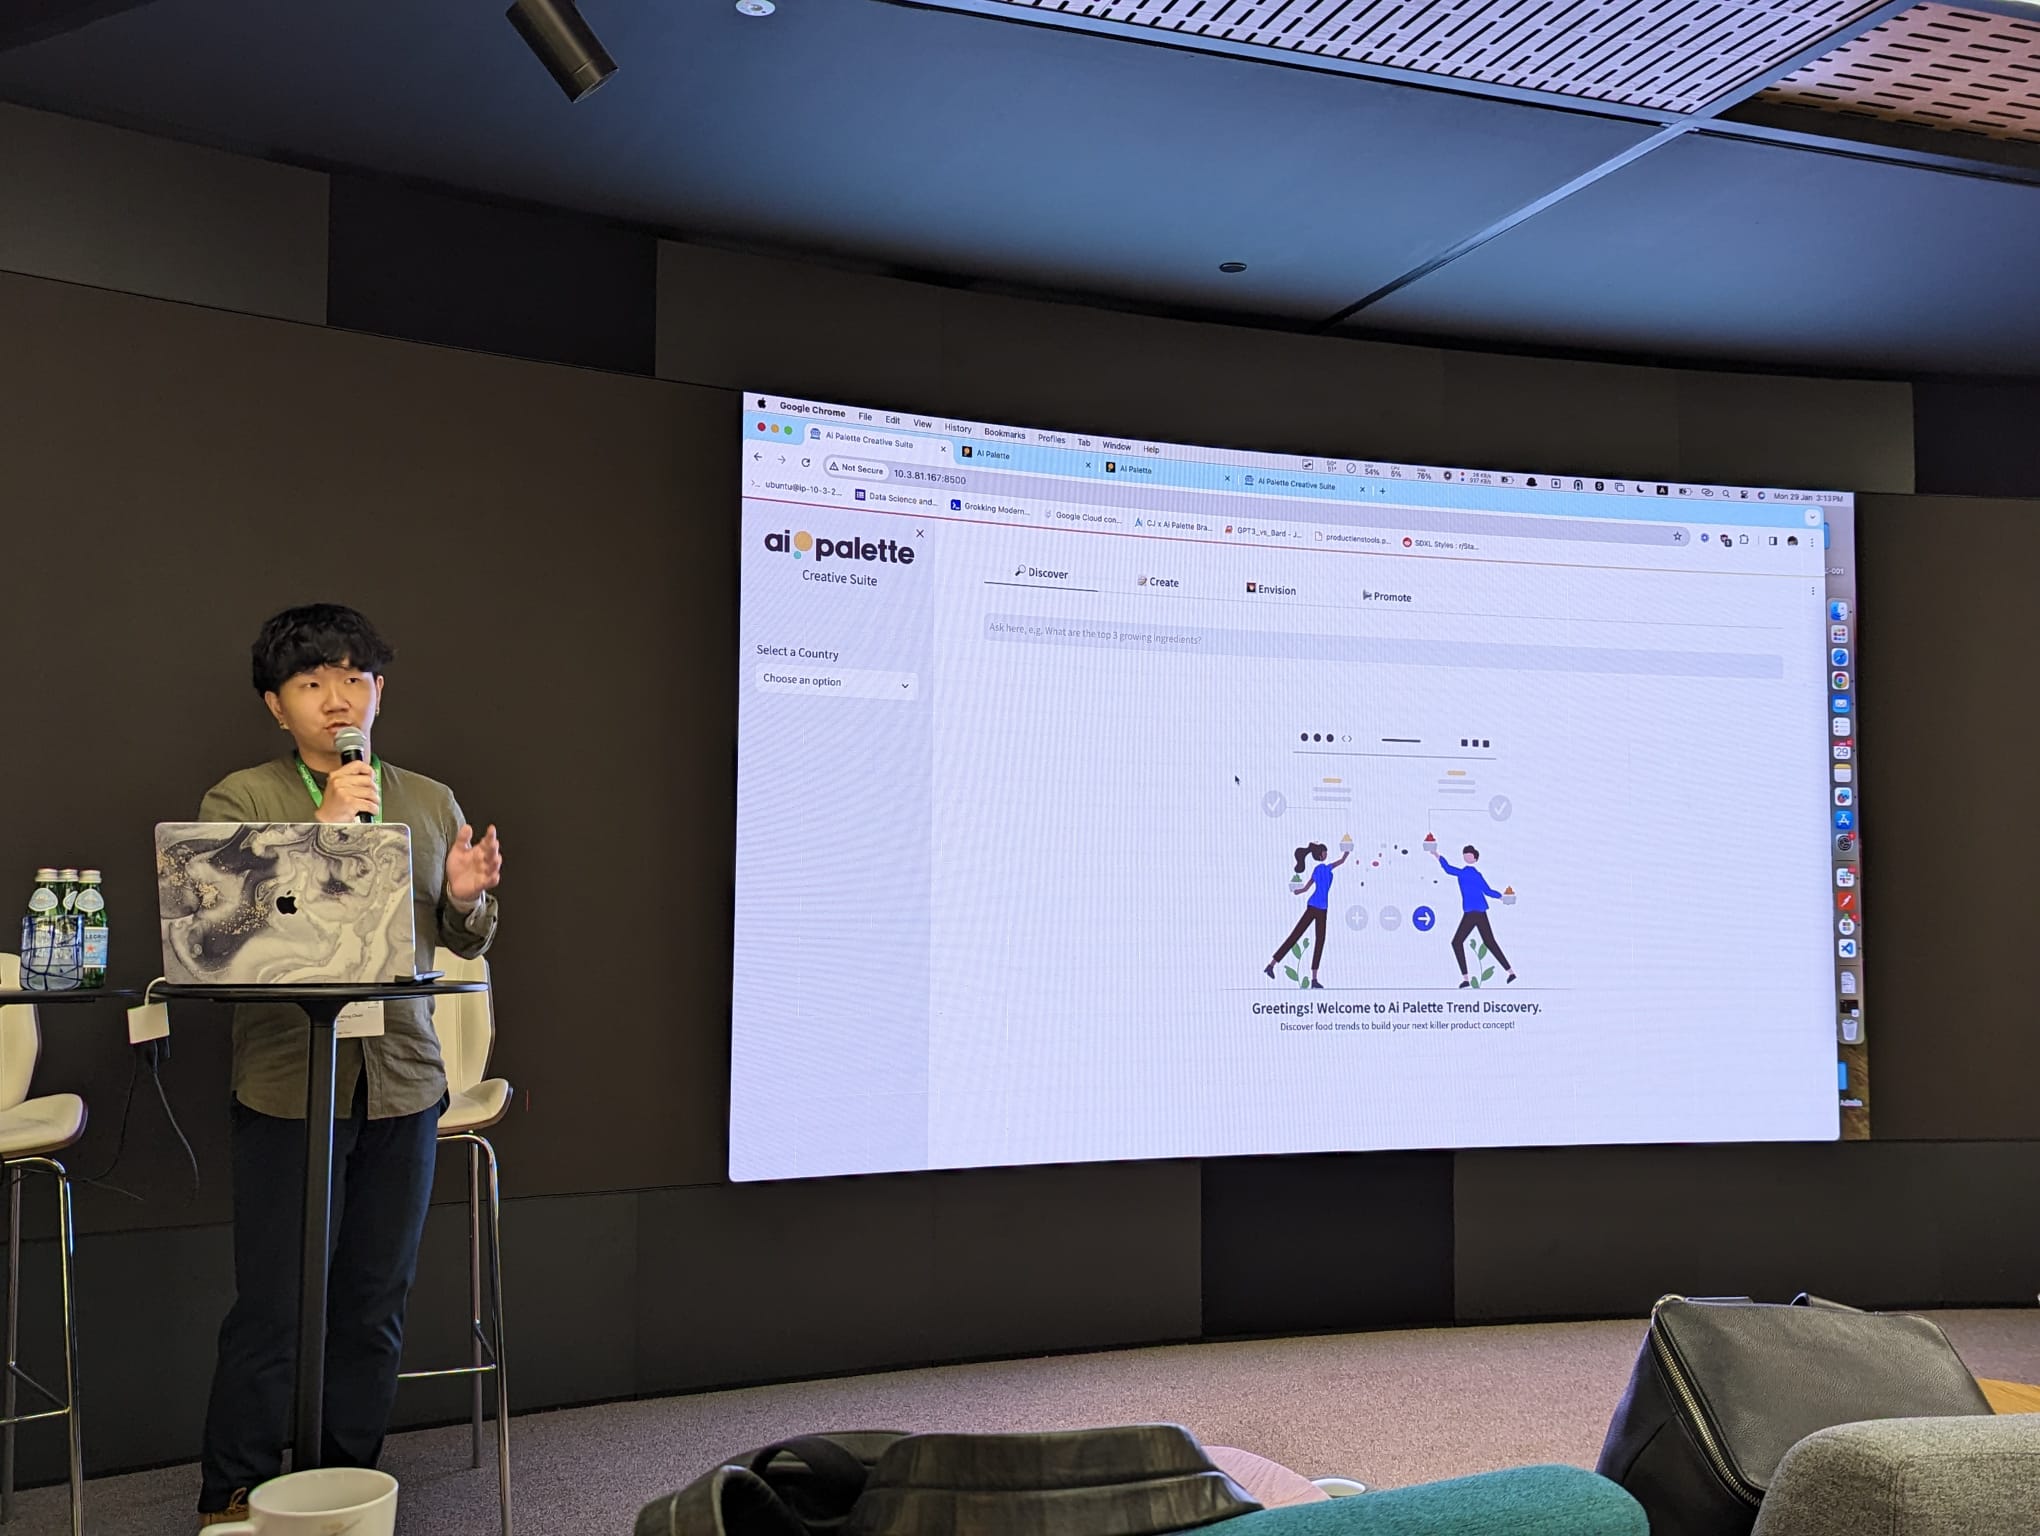 Google Chrome File Edit View History Bookmarks Profiles Tab Window Help
54% 6% 76% Mon 29 Jan 3:13 PM
Ai Palette Creative Suite
Ai Palette
Ai Palette
Ai Palette Creative Suite
Not Secure 10.3.81.167:8500
ubuntu@ip-10-3-2...
Data Science and...
Grokking Modern...
Google Cloud con...
CJ x Ai Palette Bra...
GPT3_vs_Bard - J...
productienstools.p...
SDXL Styles : r/Sta...
ai palette
Creative Suite
Select a Country
Choose an option
Discover
Create
Envision
Promote
Ask here, e.g. What are the top 3 growing ingredients?
Greetings! Welcome to Ai Palette Trend Discovery.
Discover food trends to build your next killer product concept!
29